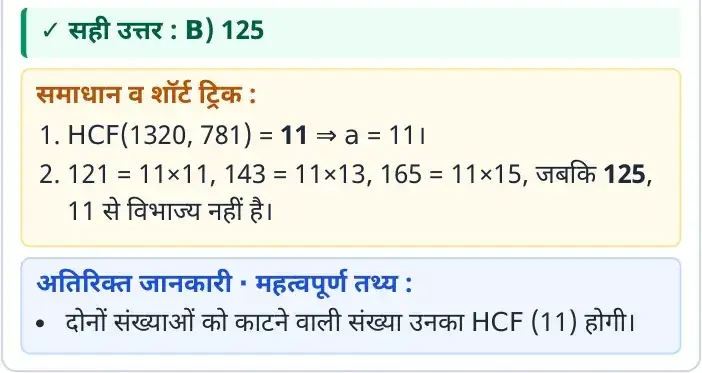 ✓ सही उत्तर : B) 125
समाधान व शॉर्ट ट्रिक :
1. HCF(1320, 781) = 11 ⇒ a = 11।
2. 121 = 11×11, 143 = 11×13, 165 = 11×15, जबकि 125,
11 से विभाज्य नहीं है।
अतिरिक्त जानकारी · महत्वपूर्ण तथ्य :
• दोनों संख्याओं को काटने वाली संख्या उनका HCF (11) होगी।